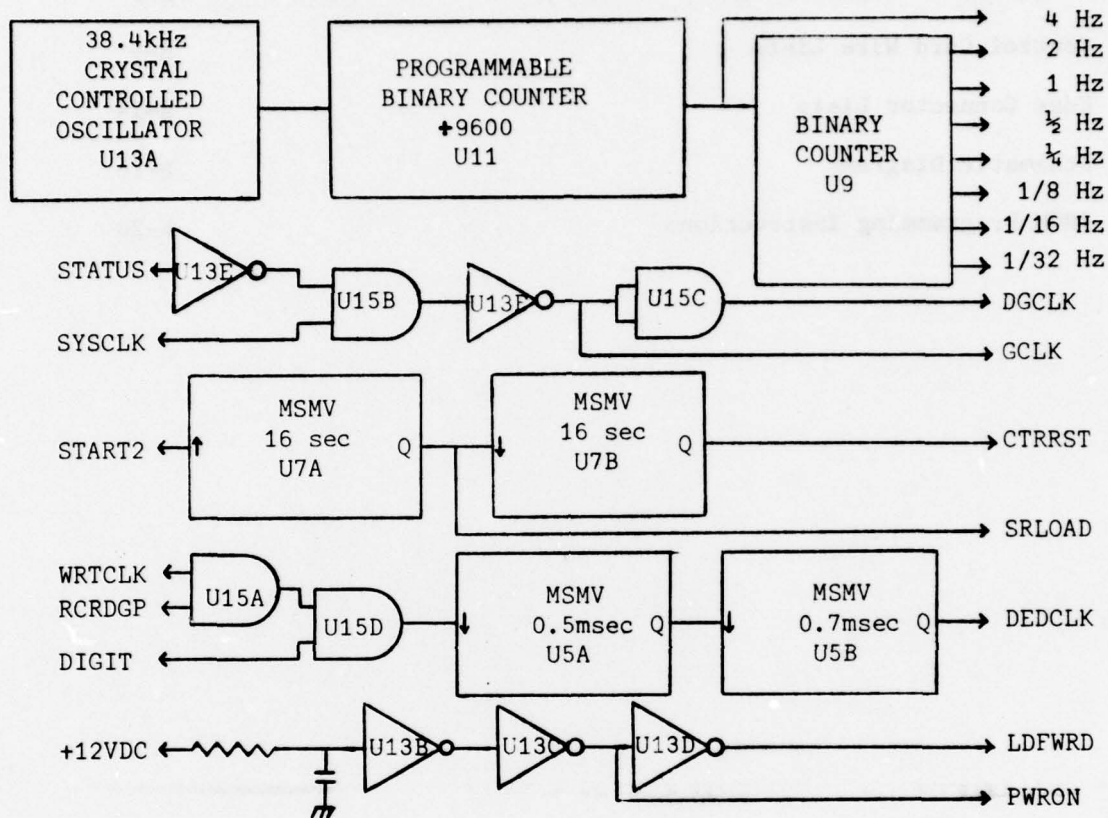 38.4kHz
CRYSTAL
CONTROLLED
OSCILLATOR
U13A
PROGRAMMABLE
BINARY COUNTER
+9600
U11
BINARY
COUNTER
U9
4 Hz
2 Hz
1 Hz
½ Hz
¼ Hz
1/8 Hz
1/16 Hz
1/32 Hz
STATUS
U13E
U15B
U13F
U15C
DGCLK
SYSCLK
GCLK
START2
MSMV
16 sec
U7A
Q
MSMV
16 sec
U7B
Q
CTRRST
SRLOAD
WRTCLK
RCRDGP
U15A
DIGIT
U15D
MSMV
0.5msec Q
U5A
MSMV
0.7msec Q
U5B
DEDCLK
+12VDC
U13B
U13C
U13D
LDFWRD
PWRON